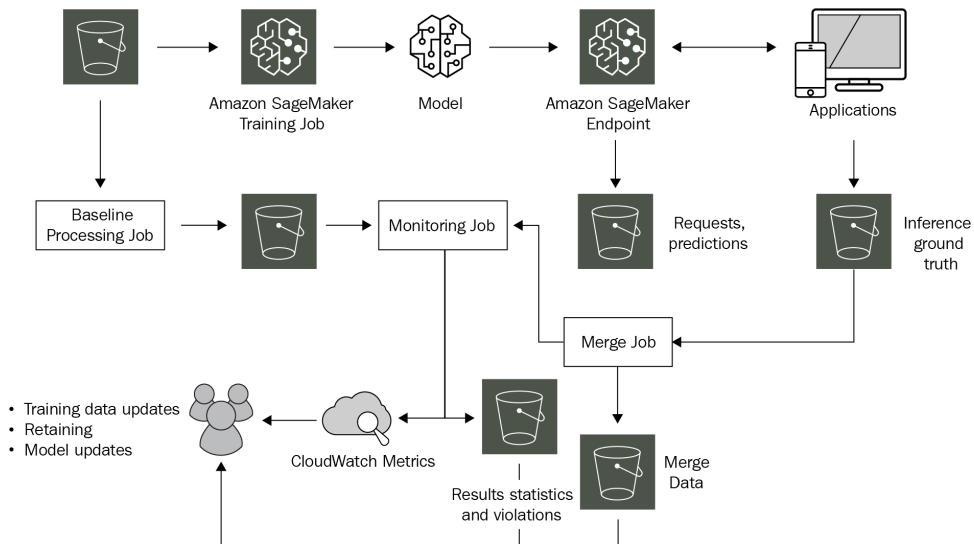 Amazon SageMaker
Training Job
Model
Amazon SageMaker
Endpoint
Applications
Baseline
Processing Job
Monitoring Job
Requests,
predictions
Inference
ground
truth
Merge Job
• Training data updates
• Retaining
• Model updates
CloudWatch Metrics
Results statistics
and violations
Merge
Data